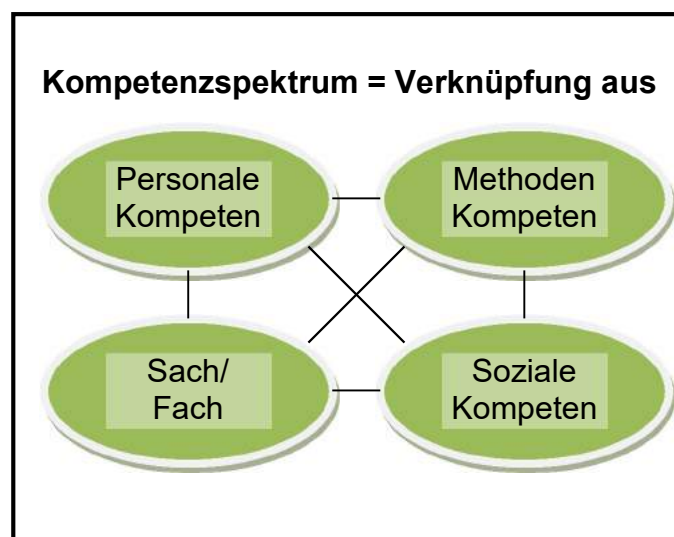 Kompetenzspektrum = Verknüpfung aus
Personale
Kompeten
Methoden
Kompeten
Sach/
Fach
Soziale
Kompeten